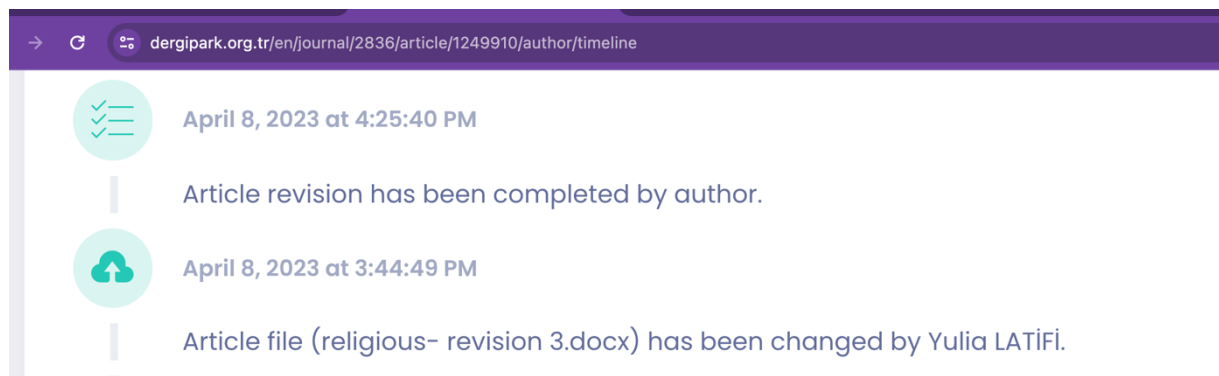 dergipark.org.tr/en/journal/2836/article/1249910/author/timeline
April 8, 2023 at 4:25:40 PM
Article revision has been completed by author.
April 8, 2023 at 3:44:49 PM
Article file (religious- revision 3.docx) has been changed by Yulia LATİFİ.